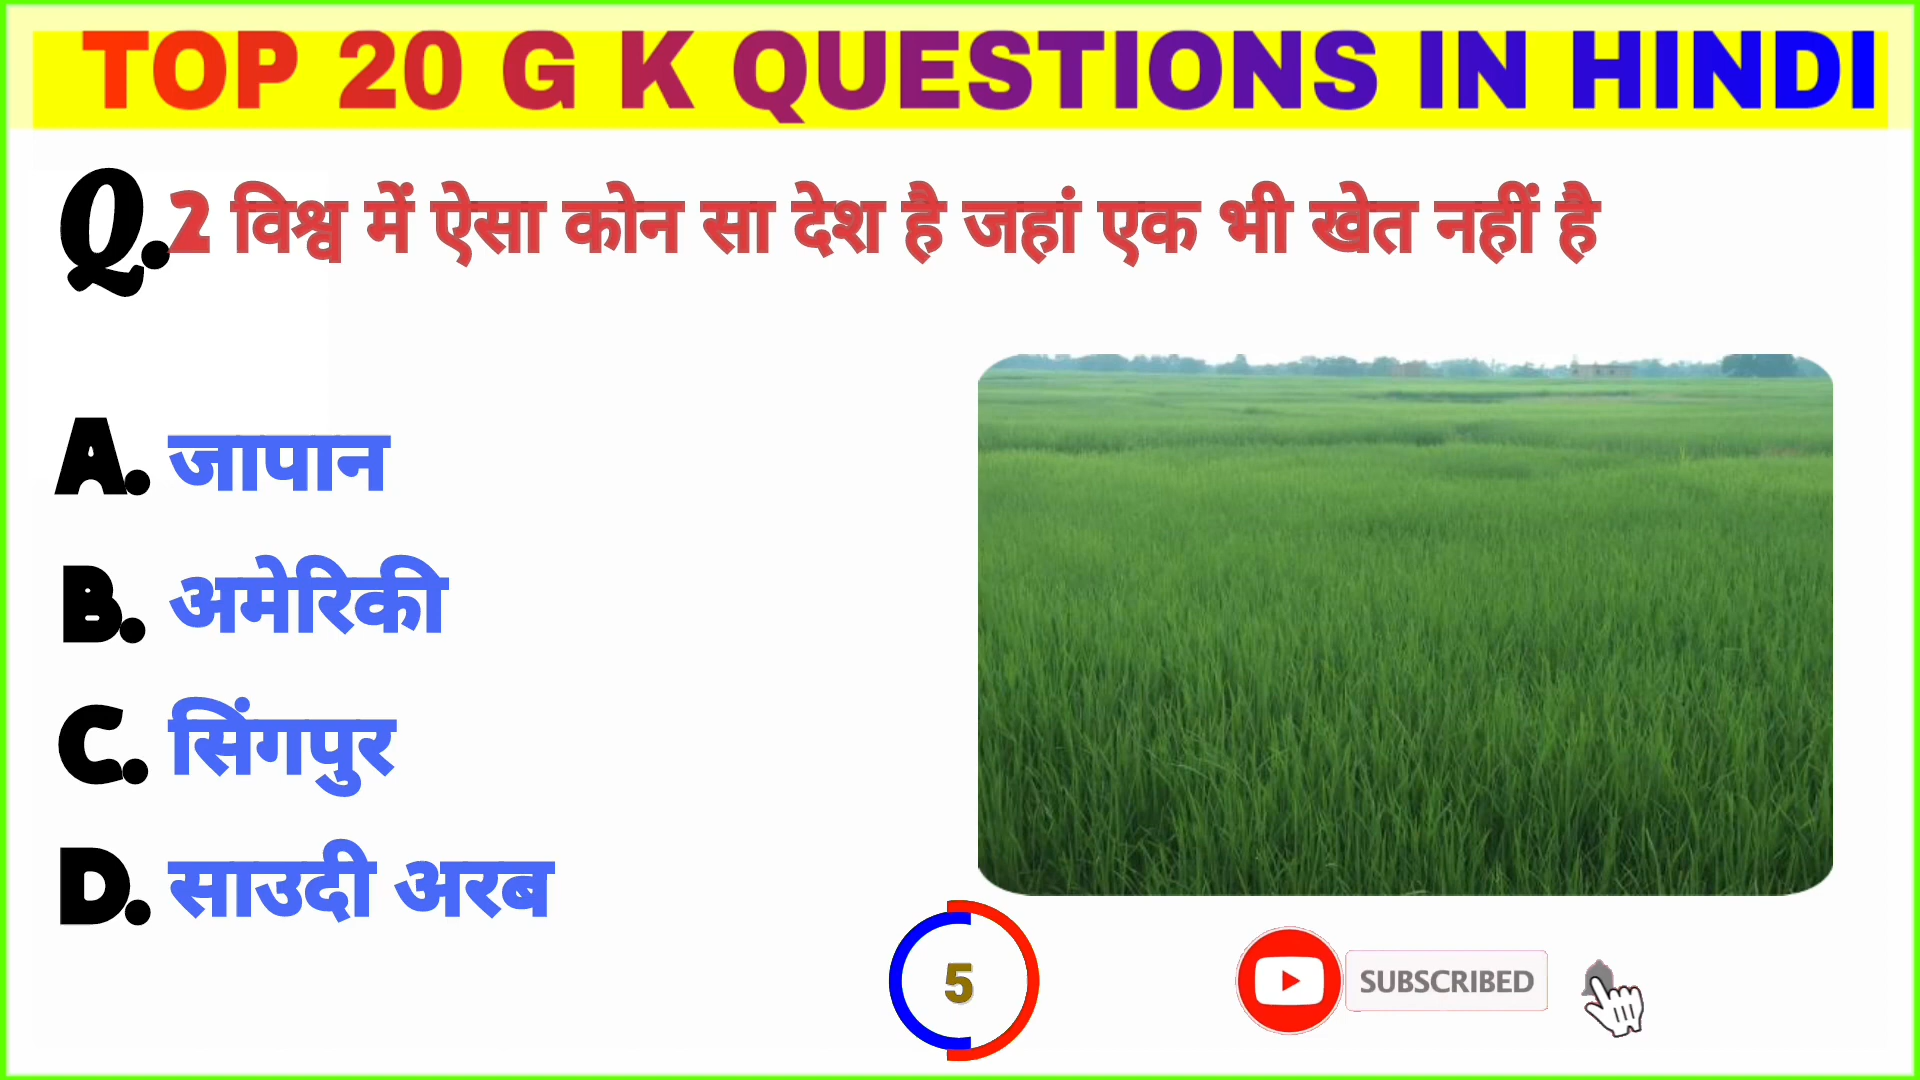 TOP 20 G K QUESTIONS IN HINDI
Q.2 विश्व में ऐसा कोन सा देश है जहां एक भी खेत नहीं है
A. जापान
B. अमेरिकी
C. सिंगपुर
D. साउदी अरब
5
SUBSCRIBED